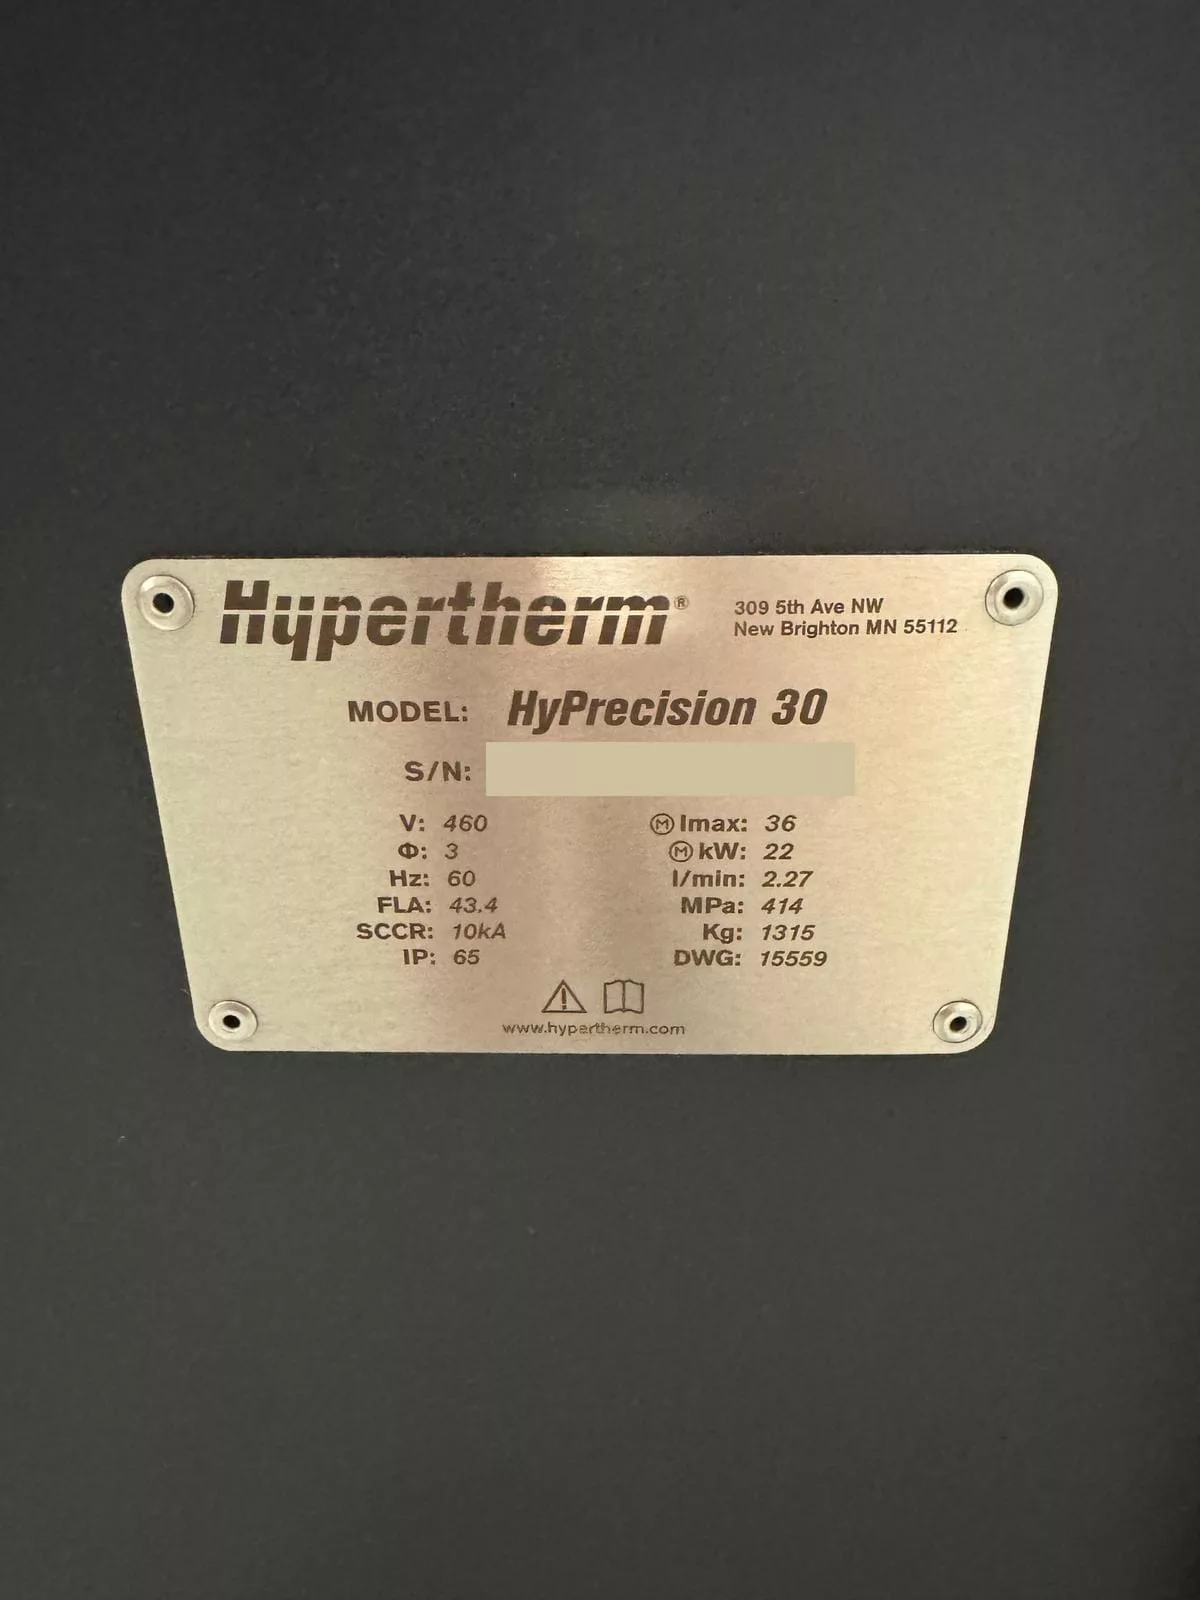 Hypertherm®
309 5th Ave NW
New Brighton MN 55112
MODEL: HyPrecision 30
S/N:
V: 460
Φ: 3
Hz: 60
FLA: 43.4
SCCR: 10kA
IP: 65
Ⓜ Imax: 36
Ⓜ kW: 22
l/min: 2.27
MPa: 414
Kg: 1315
DWG: 15559
www.hypertherm.com